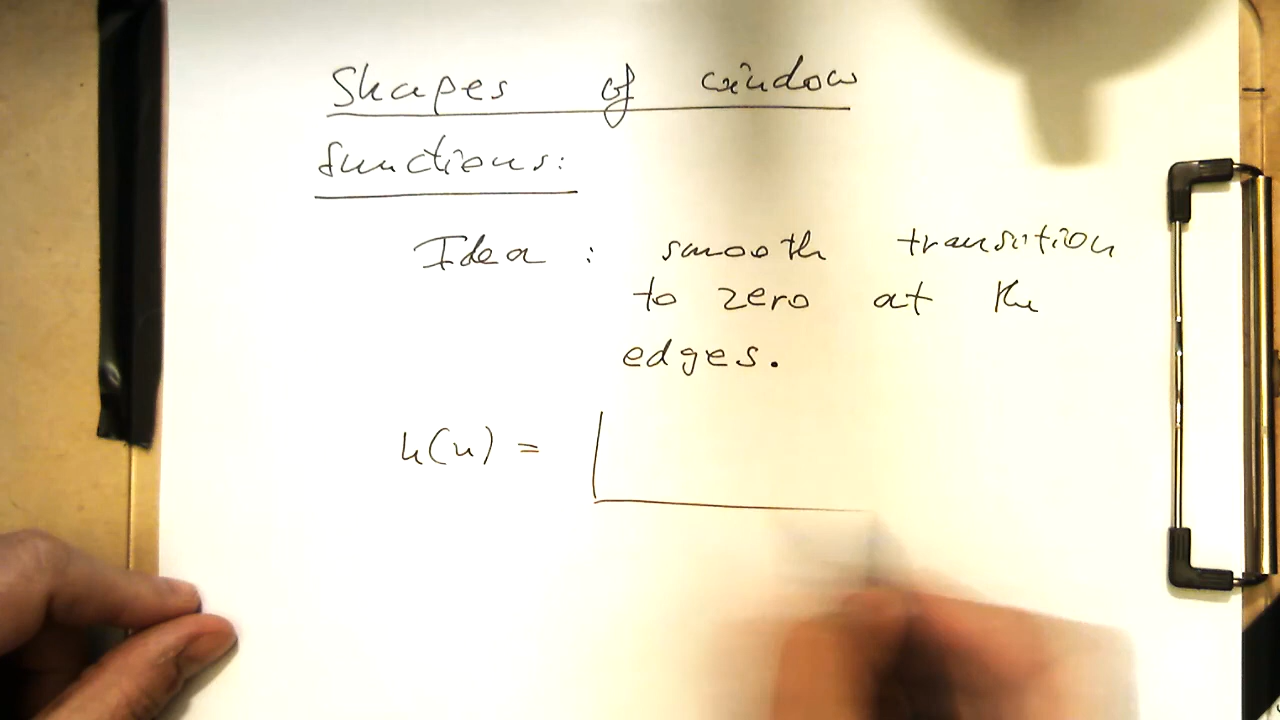 Shapes of window
functions:
Idea : smooth transition
to zero at the
edges.
h(n) =